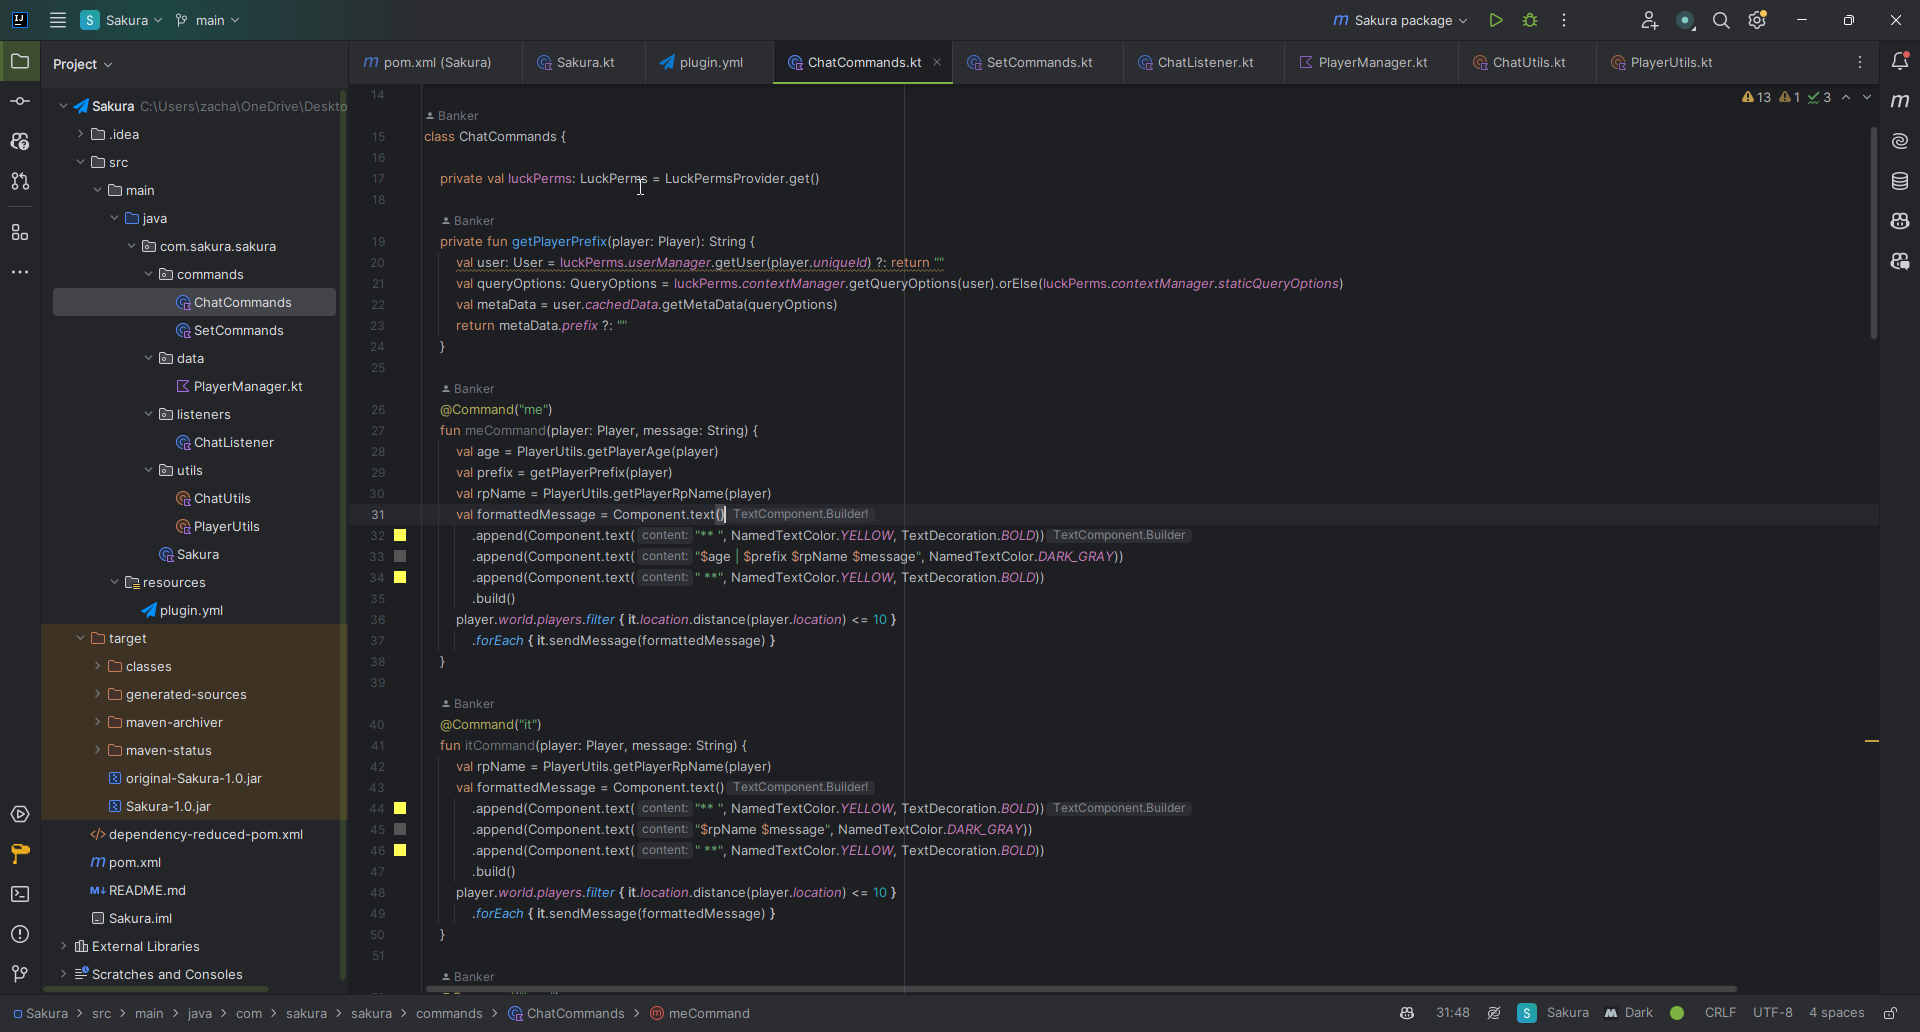 S Sakura main Sakura package
Project
pom.xml (Sakura) Sakura.kt plugin.yml ChatCommands.kt SetCommands.kt ChatListener.kt PlayerManager.kt ChatUtils.kt PlayerUtils.kt
Sakura C:\Users\zacha\OneDrive\Deskto
.idea
src
main
java
com.sakura.sakura
commands
ChatCommands
SetCommands
data
PlayerManager.kt
listeners
ChatListener
utils
ChatUtils
PlayerUtils
Sakura
resources
plugin.yml
target
classes
generated-sources
maven-archiver
maven-status
original-Sakura-1.0.jar
Sakura-1.0.jar
dependency-reduced-pom.xml
pom.xml
README.md
Sakura.iml
External Libraries
Scratches and Consoles
13 1 3
14
Banker
15 class ChatCommands {
16
17 private val luckPerms: LuckPerms = LuckPermsProvider.get()
18
Banker
19 private fun getPlayerPrefix(player: Player): String {
20 val user: User = luckPerms.userManager.getUser(player.uniqueId) ?: return ""
21 val queryOptions: QueryOptions = luckPerms.contextManager.getQueryOptions(user).orElse(luckPerms.contextManager.staticQueryOptions)
22 val metaData = user.cachedData.getMetaData(queryOptions)
23 return metaData.prefix ?: ""
24 }
25
Banker
26 @Command("me")
27 fun meCommand(player: Player, message: String) {
28 val age = PlayerUtils.getPlayerAge(player)
29 val prefix = getPlayerPrefix(player)
30 val rpName = PlayerUtils.getPlayerRpName(player)
31 val formattedMessage = Component.text() TextComponent.Builder!
32 .append(Component.text( content: "** ", NamedTextColor.YELLOW, TextDecoration.BOLD)) TextComponent.Builder
33 .append(Component.text( content: "$age | $prefix $rpName $message", NamedTextColor.DARK_GRAY))
34 .append(Component.text( content: " **", NamedTextColor.YELLOW, TextDecoration.BOLD))
35 .build()
36 player.world.players.filter { it.location.distance(player.location) <= 10 }
37 .forEach { it.sendMessage(formattedMessage) }
38 }
39
Banker
40 @Command("it")
41 fun itCommand(player: Player, message: String) {
42 val rpName = PlayerUtils.getPlayerRpName(player)
43 val formattedMessage = Component.text() TextComponent.Builder!
44 .append(Component.text( content: "** ", NamedTextColor.YELLOW, TextDecoration.BOLD)) TextComponent.Builder
45 .append(Component.text( content: "$rpName $message", NamedTextColor.DARK_GRAY))
46 .append(Component.text( content: " **", NamedTextColor.YELLOW, TextDecoration.BOLD))
47 .build()
48 player.world.players.filter { it.location.distance(player.location) <= 10 }
49 .forEach { it.sendMessage(formattedMessage) }
50 }
51
Banker
Sakura > src > main > java > com > sakura > sakura > commands > ChatCommands > meCommand 31:48 S Sakura Dark CRLF UTF-8 4 spaces